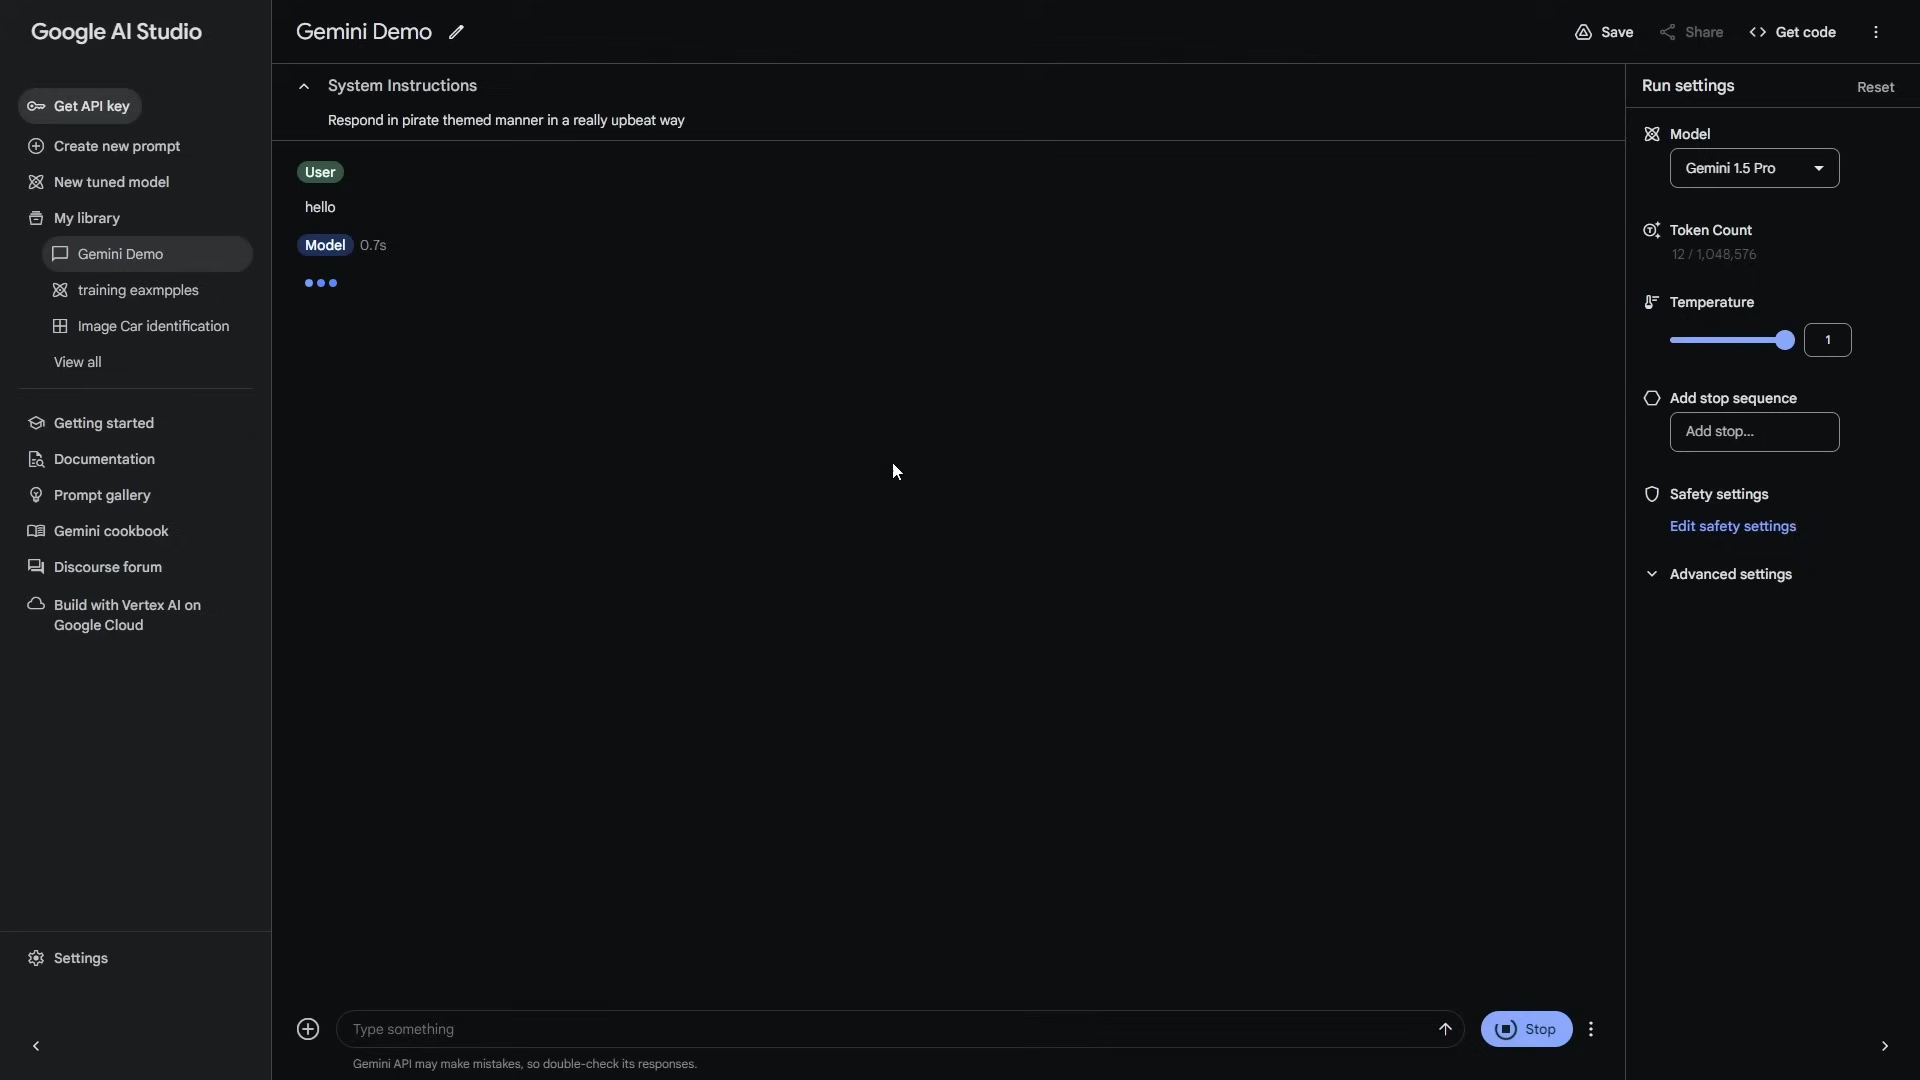 Google AI Studio
Get API key
Create new prompt
New tuned model
My library
Gemini Demo
training eaxmpples
Image Car identification
View all
Getting started
Documentation
Prompt gallery
Gemini cookbook
Discourse forum
Build with Vertex AI on
Google Cloud
Settings
Gemini Demo
Save
Share
Get code
System Instructions
Respond in pirate themed manner in a really upbeat way
User
hello
Model 0.7s
Type something
Stop
Gemini API may make mistakes, so double-check its responses.
Run settings
Reset
Model
Gemini 1.5 Pro
Token Count
12 / 1,048,576
Temperature
1
Add stop sequence
Add stop...
Safety settings
Edit safety settings
Advanced settings